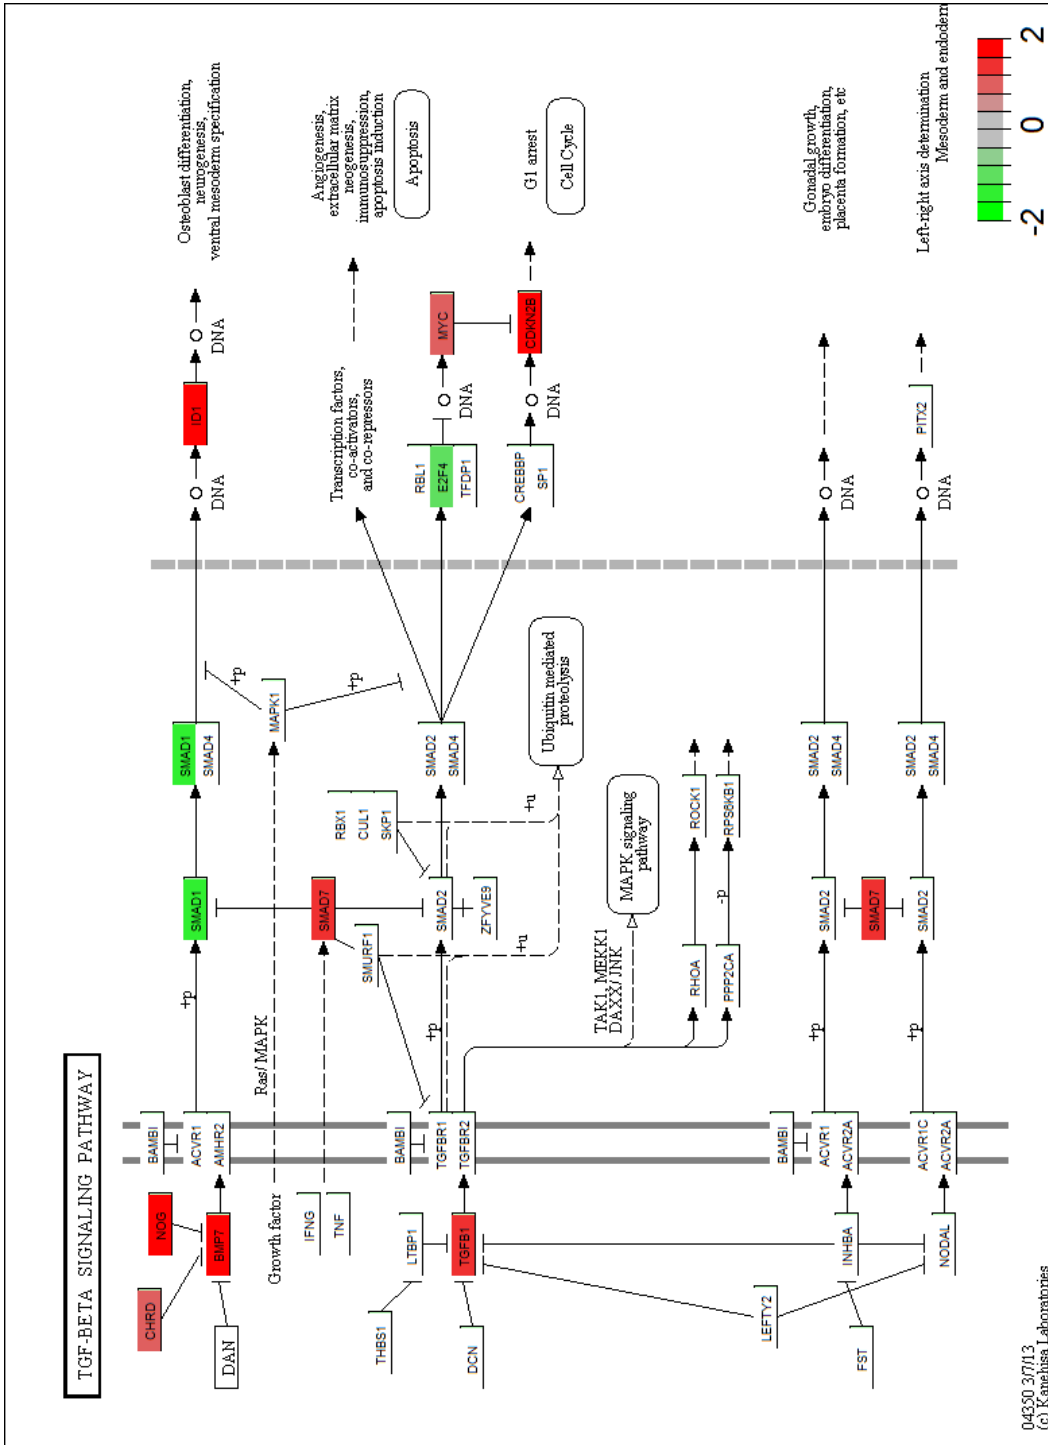 TGF-BETA SIGNALING PATHWAY
CHRD
NOG
BMP7
DAN
BAMBI
ACVR1
AMHR2
+p
SMAD1
SMAD1
SMAD4
DNA
ID1
DNA
Osteoblast differentiation,
neurogenesis,
ventral mesoderm specification
Growth factor
Ras/ MAPK
MAPK1
+p
+p
IFNG
TNF
SMAD7
SMURF1
RBX1
CUL1
SKP1
THBS1
LTBP1
TGFB1
DCN
BAMBI
TGFBR1
TGFBR2
+p
SMAD2
ZFYVE9
SMAD2
SMAD4
+u
+u
Ubiquitin mediated
proteolysis
Transcription factors,
co-activators,
and co-repressors
Angiogenesis,
extracellular matrix
neogenesis,
immunosuppression,
apoptosis induction
Apoptosis
RBL1
E2F4
TFDP1
DNA
MYC
CREBBP
SP1
DNA
CDKN2B
G1 arrest
Cell Cycle
TAK1, MEKK1
DAXX/ JNK
MAPK signaling
pathway
RHOA
ROCK1
PPP2CA
-p
RPS6KB1
LEFTY2
FST
INHBA
BAMBI
ACVR1
ACVR2A
+p
SMAD2
SMAD2
SMAD4
DNA
Gonadal growth,
embryo differentiation,
placenta formation, etc
SMAD7
NODAL
ACVR1C
ACVR2A
+p
SMAD2
SMAD2
SMAD4
DNA
PITX2
Left-right axis determination
Mesoderm and endoderm
-2
0
2
04350 3/7/13
(c) Kanehisa Laboratories